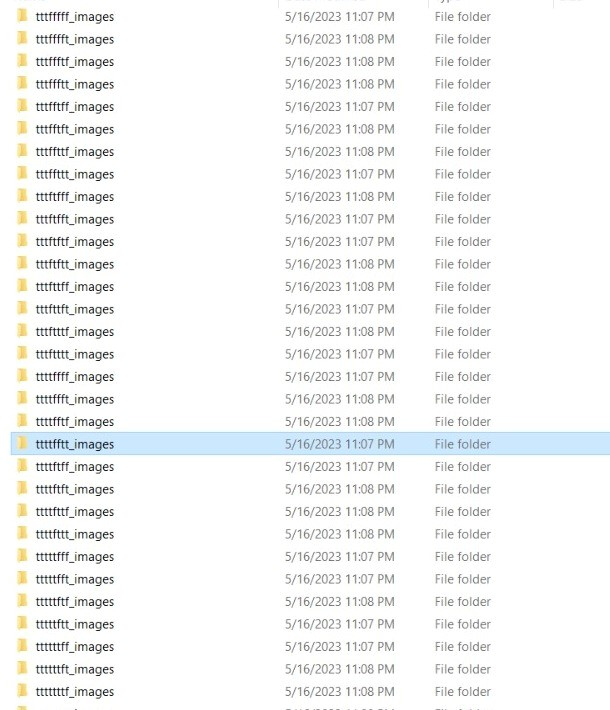 tttfffff_images 5/16/2023 11:07 PM File folder
tttfffft_images 5/16/2023 11:08 PM File folder
tttffftf_images 5/16/2023 11:08 PM File folder
tttffftt_images 5/16/2023 11:08 PM File folder
tttfftff_images 5/16/2023 11:07 PM File folder
tttfftft_images 5/16/2023 11:08 PM File folder
tttffttf_images 5/16/2023 11:08 PM File folder
tttffttt_images 5/16/2023 11:07 PM File folder
tttftfff_images 5/16/2023 11:08 PM File folder
tttftfft_images 5/16/2023 11:07 PM File folder
tttftftf_images 5/16/2023 11:07 PM File folder
tttftftt_images 5/16/2023 11:08 PM File folder
tttfttff_images 5/16/2023 11:08 PM File folder
tttfttft_images 5/16/2023 11:07 PM File folder
tttftttf_images 5/16/2023 11:08 PM File folder
tttftttt_images 5/16/2023 11:07 PM File folder
ttttffff_images 5/16/2023 11:07 PM File folder
ttttffft_images 5/16/2023 11:08 PM File folder
ttttfftf_images 5/16/2023 11:08 PM File folder
ttttfftt_images 5/16/2023 11:07 PM File folder
ttttftff_images 5/16/2023 11:07 PM File folder
ttttftft_images 5/16/2023 11:08 PM File folder
ttttfttf_images 5/16/2023 11:08 PM File folder
ttttfttt_images 5/16/2023 11:08 PM File folder
tttttfff_images 5/16/2023 11:07 PM File folder
tttttfft_images 5/16/2023 11:07 PM File folder
tttttftf_images 5/16/2023 11:08 PM File folder
tttttftt_images 5/16/2023 11:07 PM File folder
ttttttff_images 5/16/2023 11:07 PM File folder
ttttttft_images 5/16/2023 11:08 PM File folder
tttttttf_images 5/16/2023 11:07 PM File folder